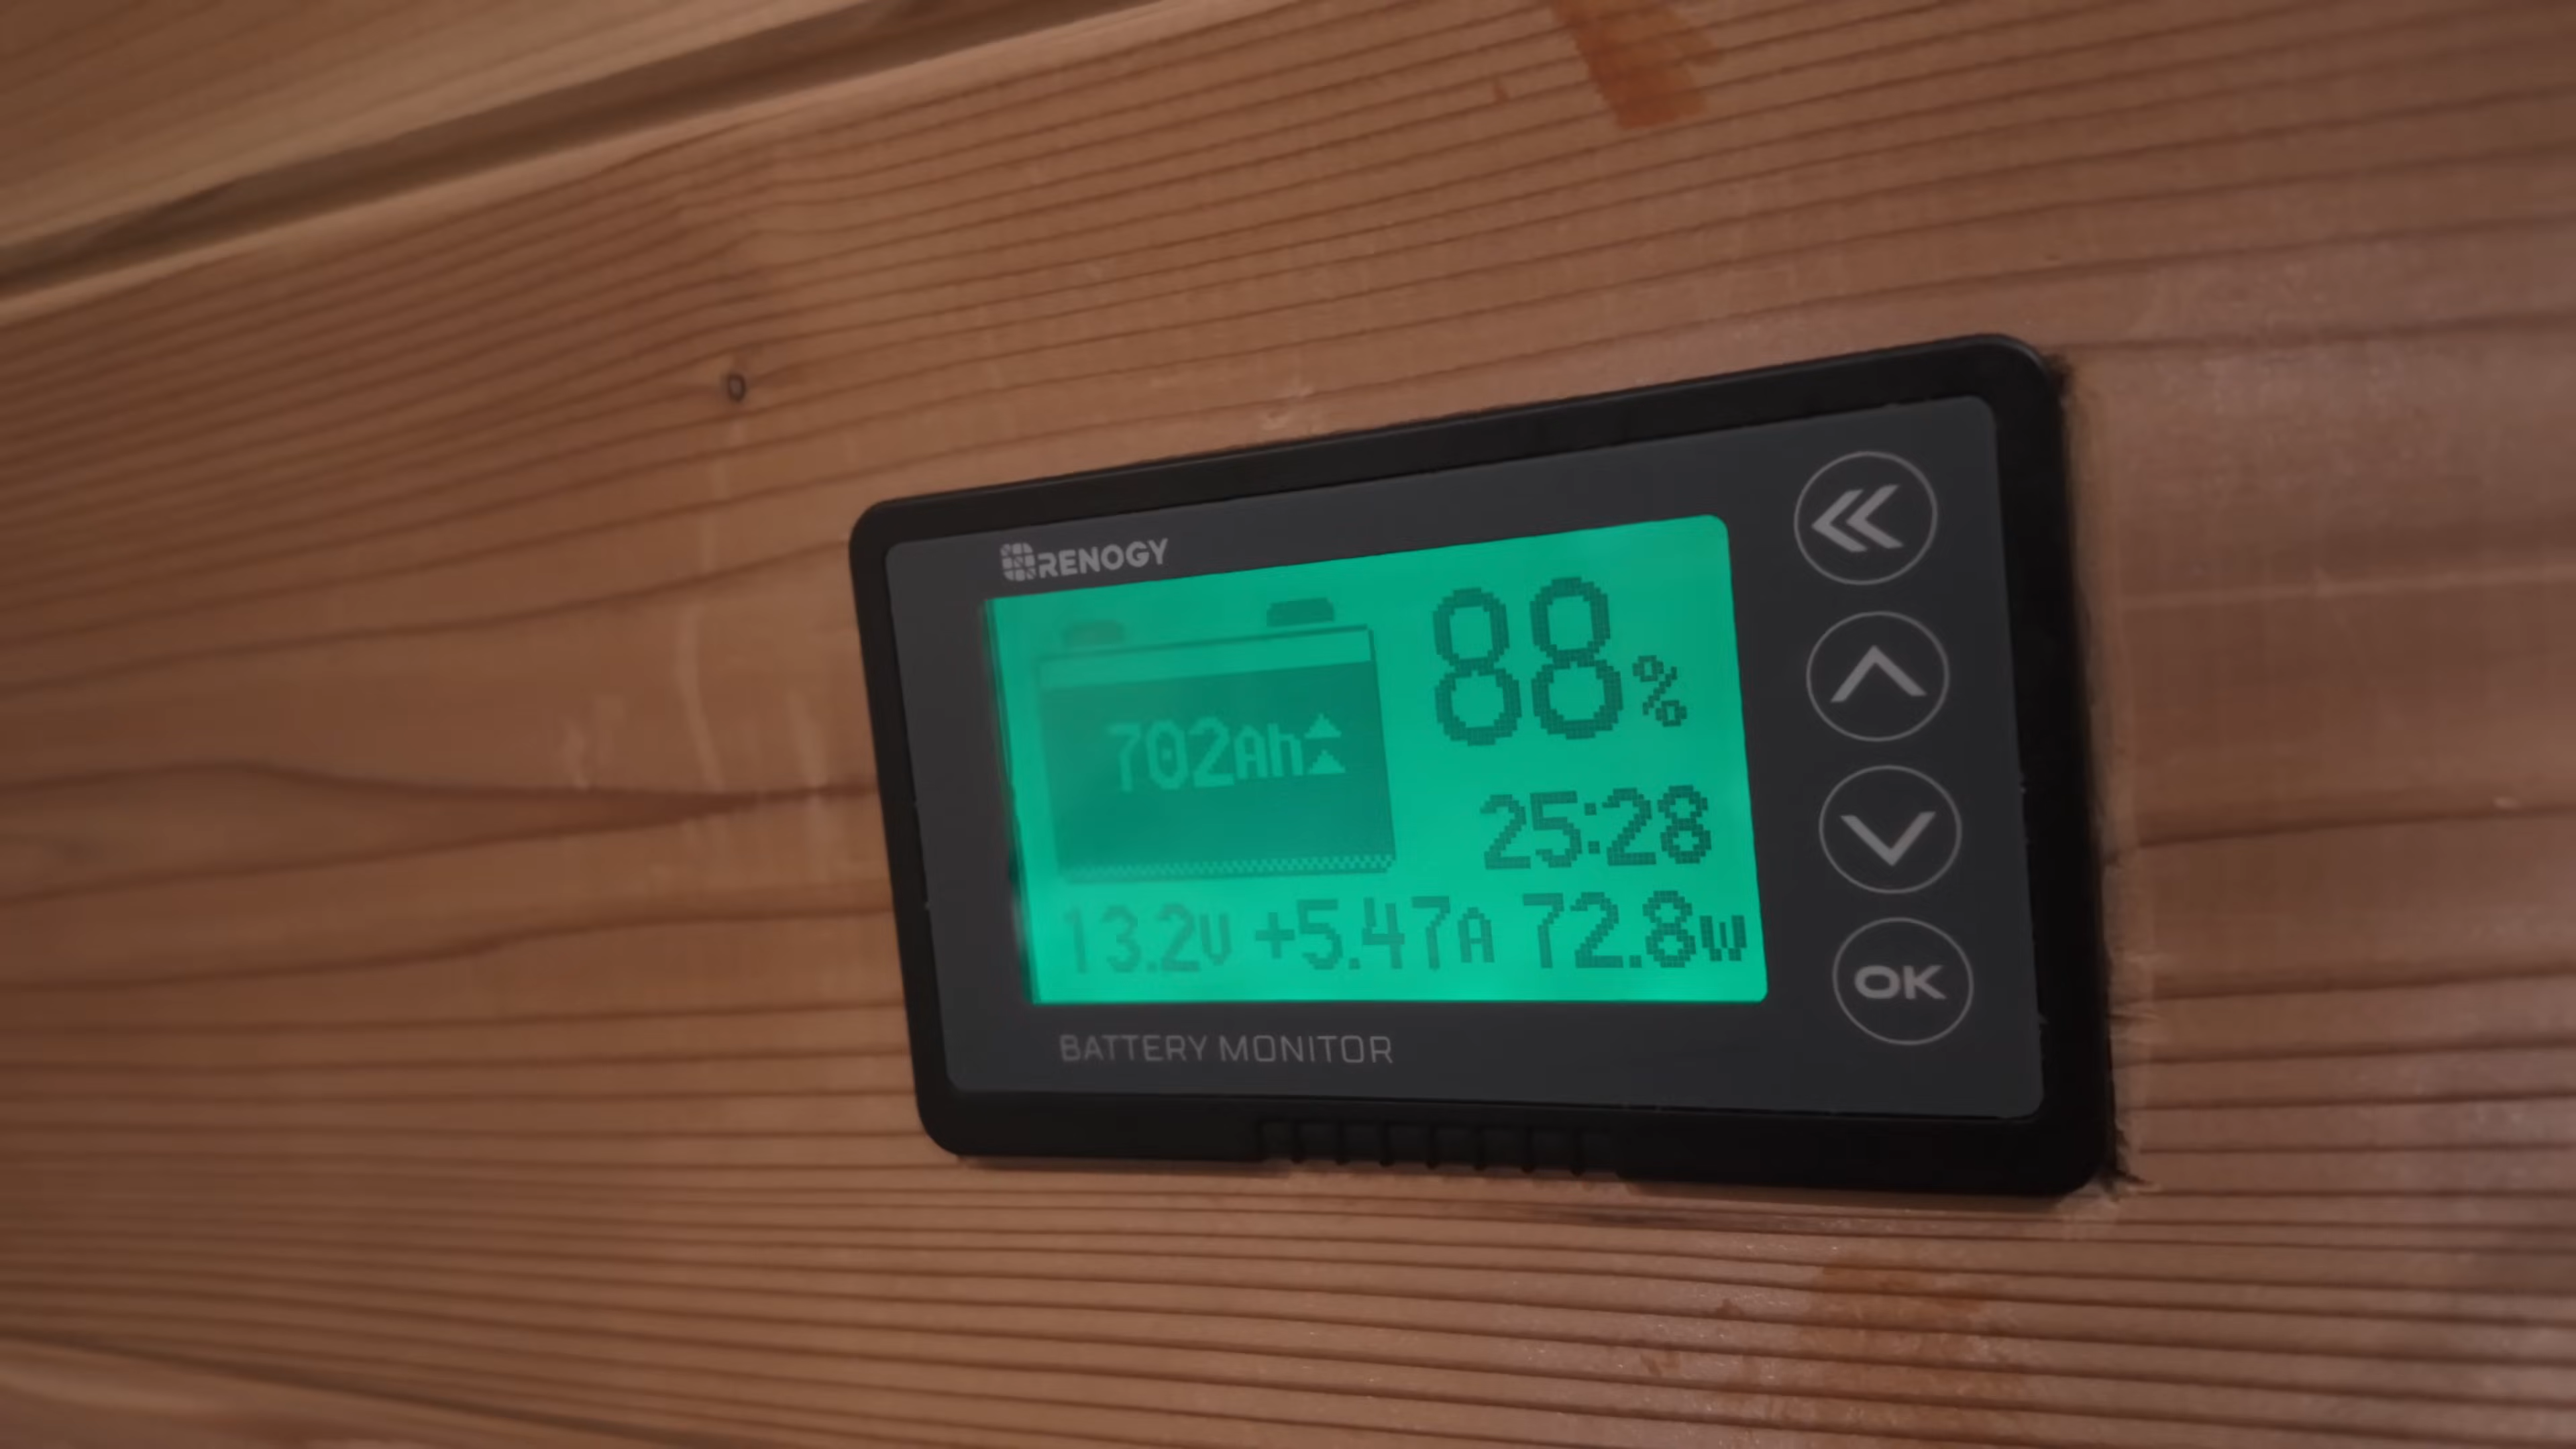 RENOGY
88%
702Ah
25:28
13.2V +5.47A 72.8W
BATTERY MONITOR
OK